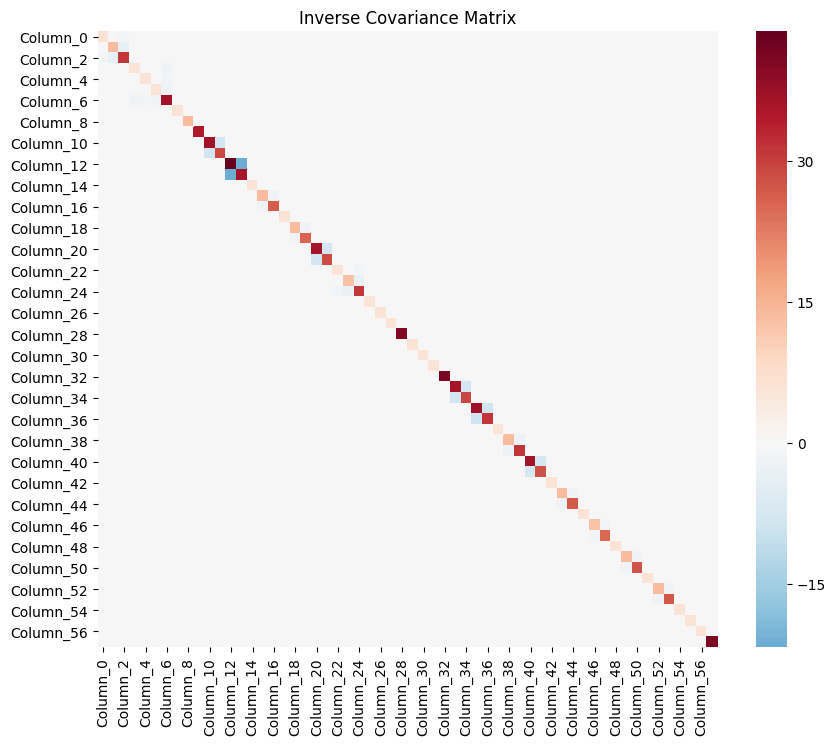 Inverse Covariance Matrix
Column_0
Column_2
Column_4
Column_6
Column_8
Column_10
Column_12
Column_14
Column_16
Column_18
Column_20
Column_22
Column_24
Column_26
Column_28
Column_30
Column_32
Column_34
Column_36
Column_38
Column_40
Column_42
Column_44
Column_46
Column_48
Column_50
Column_52
Column_54
Column_56
Column_0
Column_2
Column_4
Column_6
Column_8
Column_10
Column_12
Column_14
Column_16
Column_18
Column_20
Column_22
Column_24
Column_26
Column_28
Column_30
Column_32
Column_34
Column_36
Column_38
Column_40
Column_42
Column_44
Column_46
Column_48
Column_50
Column_52
Column_54
Column_56
30
15
0
−15